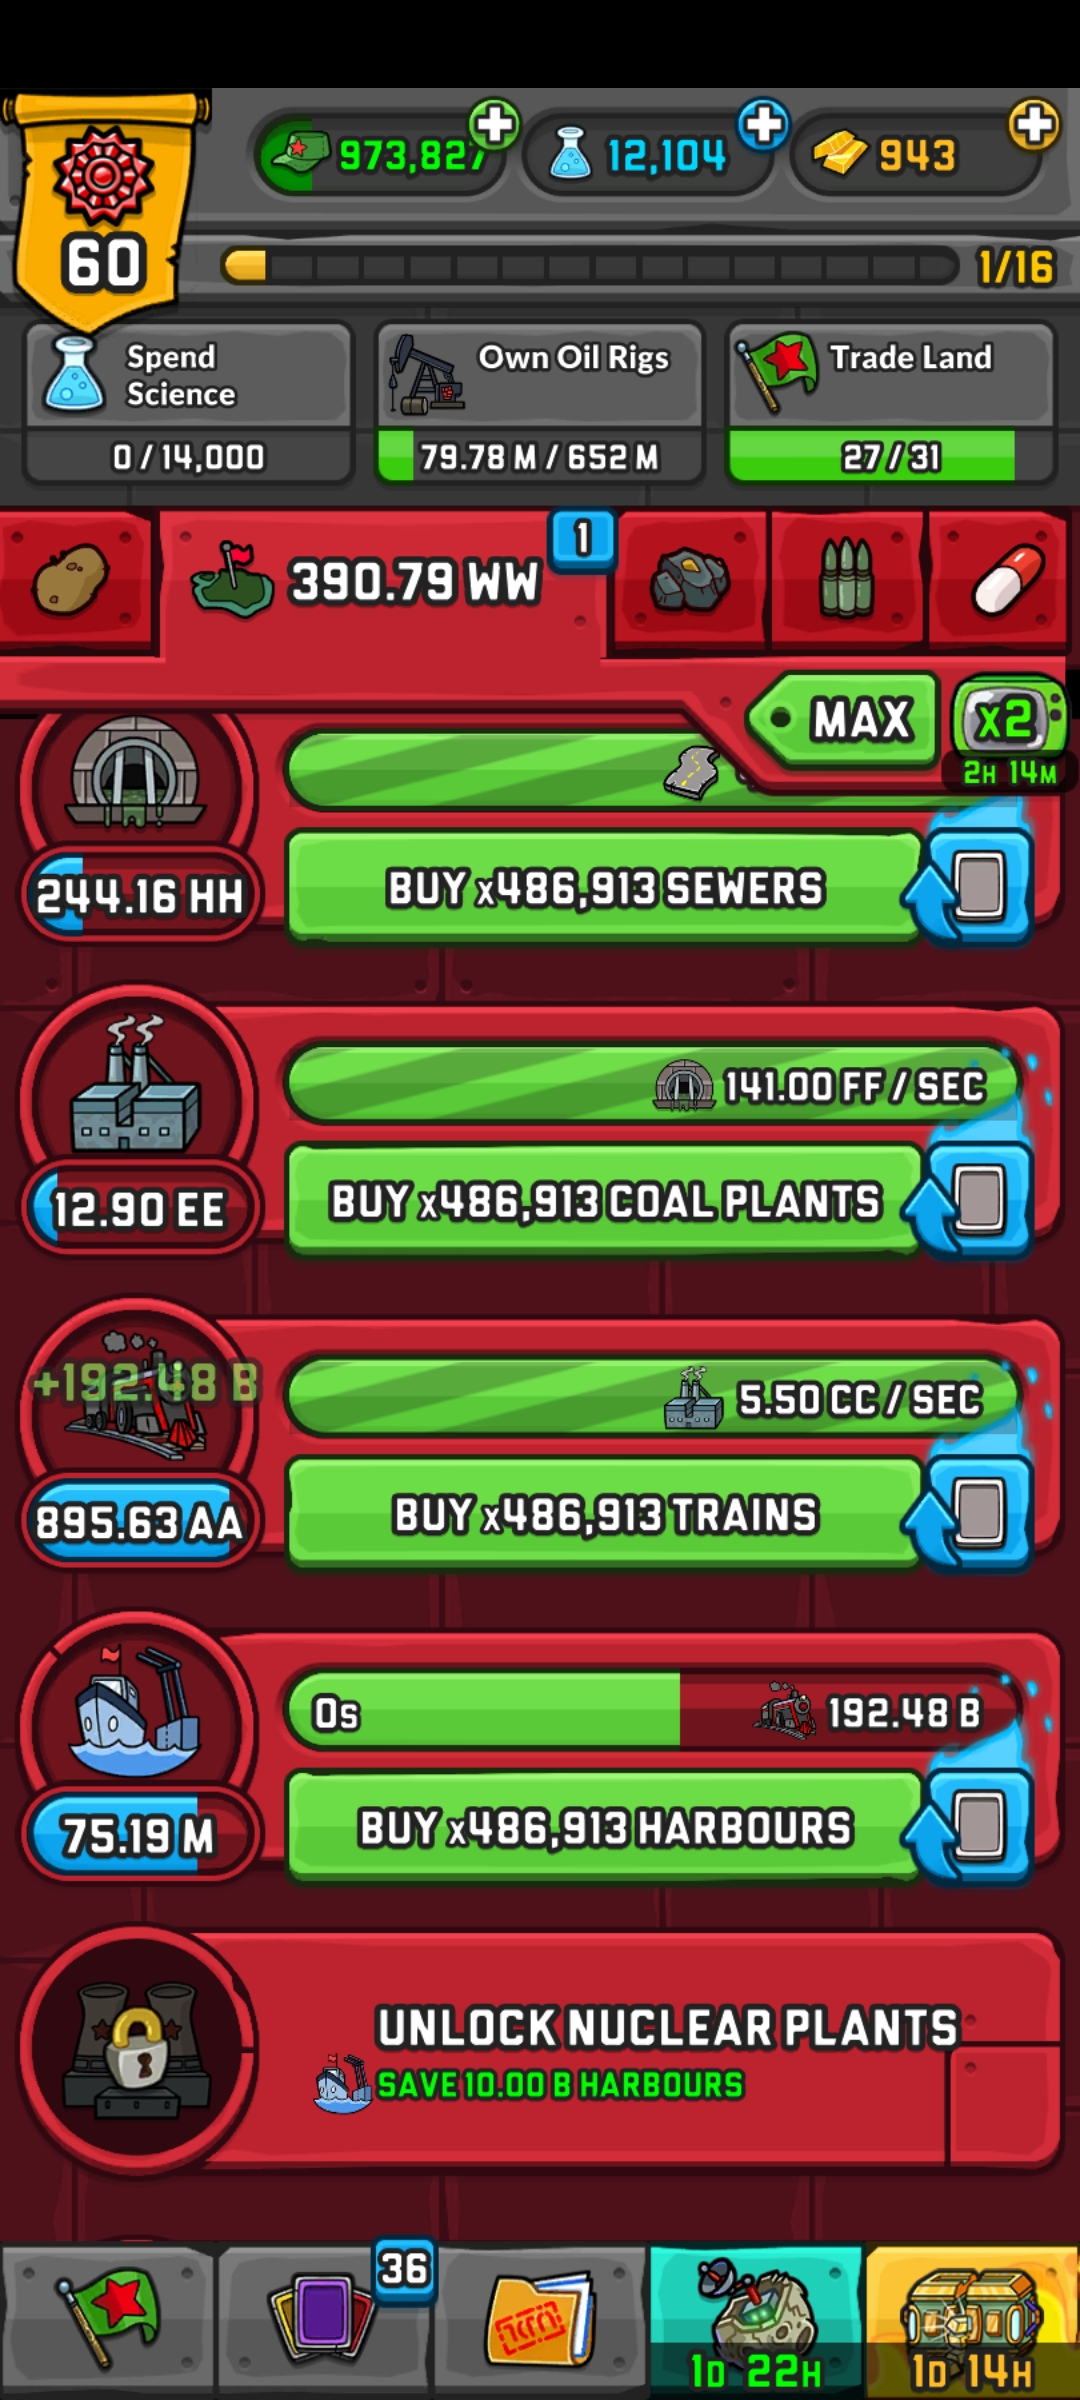 973,827
12,104
943
60
1/16
Spend
Science
0 / 14,000
Own Oil Rigs
79.78 M / 652 M
Trade Land
27 / 31
390.79 WW
1
MAX
x2
2H 14M
244.16 HH
BUY x486,913 SEWERS
141.00 FF / SEC
12.90 EE
BUY x486,913 COAL PLANTS
+192.48 B
5.50 CC / SEC
895.63 AA
BUY x486,913 TRAINS
0s
192.48 B
75.19 M
BUY x486,913 HARBOURS
UNLOCK NUCLEAR PLANTS
SAVE 10.00 B HARBOURS
36
1D 22H
1D 14H